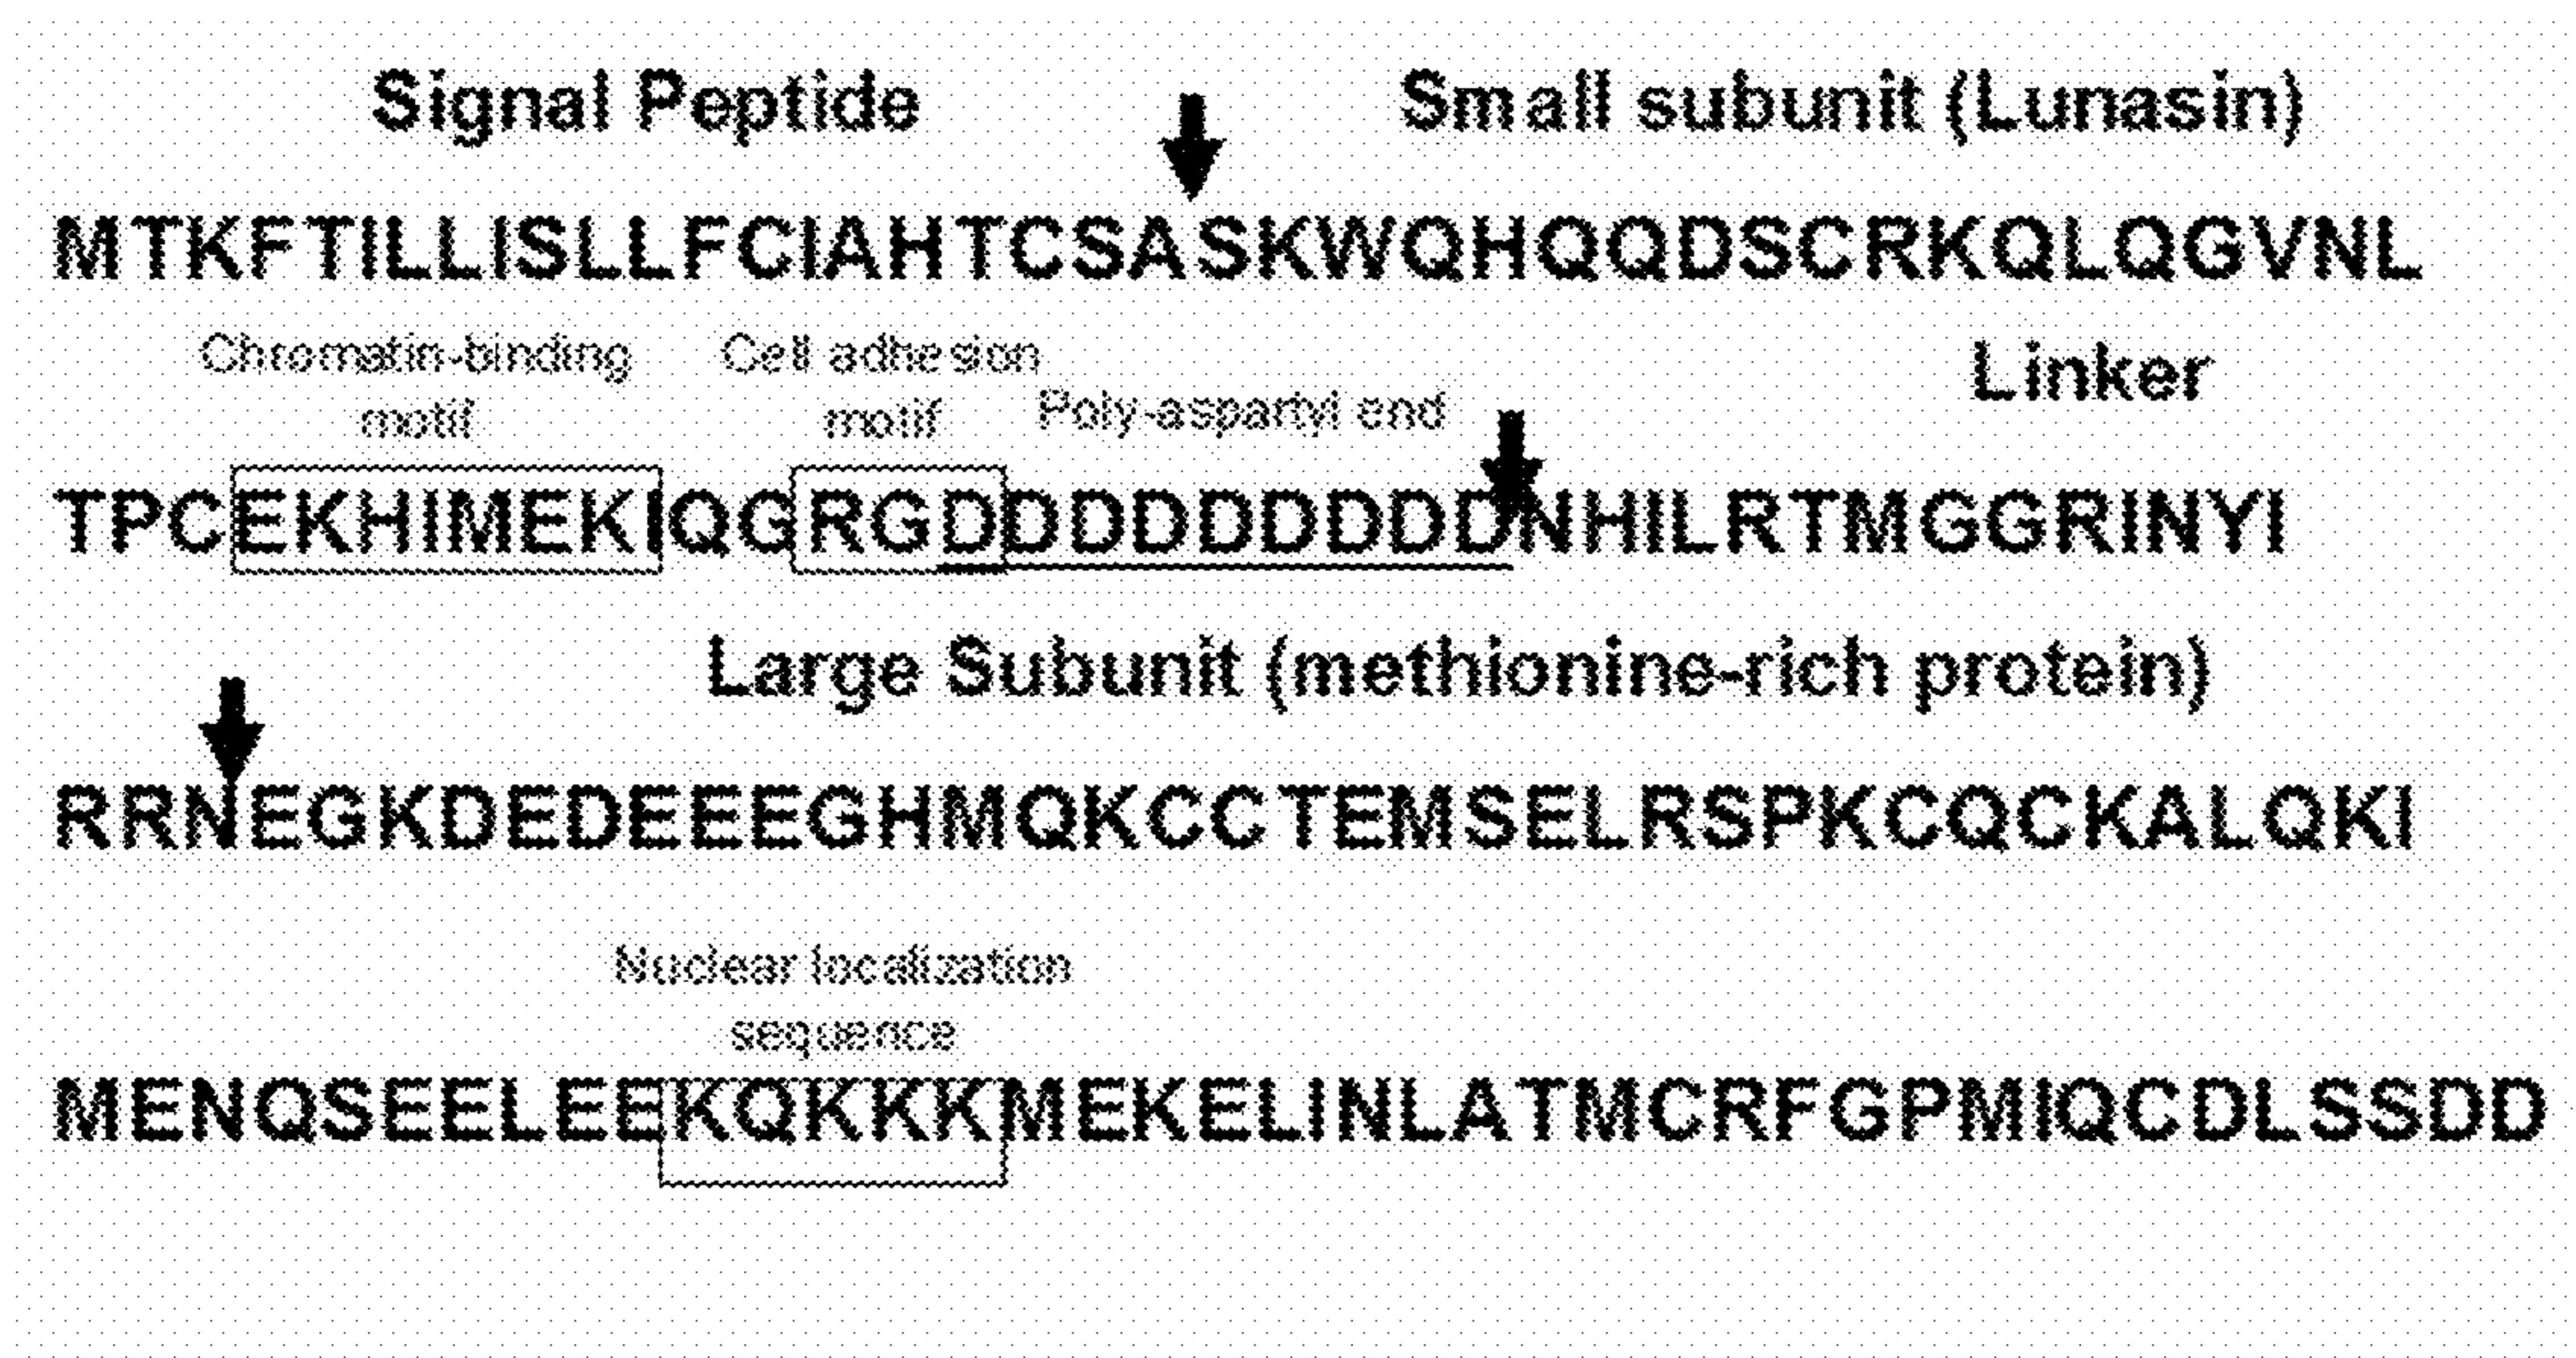 Signal Peptide Small subunit (Lunasin)
MTKFTILLISLLFCIAHTCSASKWQHQQDSCRKQLQGVNL
Chromatin-binding motif Cell adhesion motif Poly-aspartyl end Linker
TPCEKHIMEKIQGRGDDDDDDDDDNHILRTMGGRINYI
Large Subunit (methionine-rich protein)
RRNEGKDEDEEEGHMQKCCTEMSELRSPKCQCKALQKI
Nuclear localization
sequence
MENQSEELEEKQKKKMEKELINLATMCRFGPMIQCDLSSDD